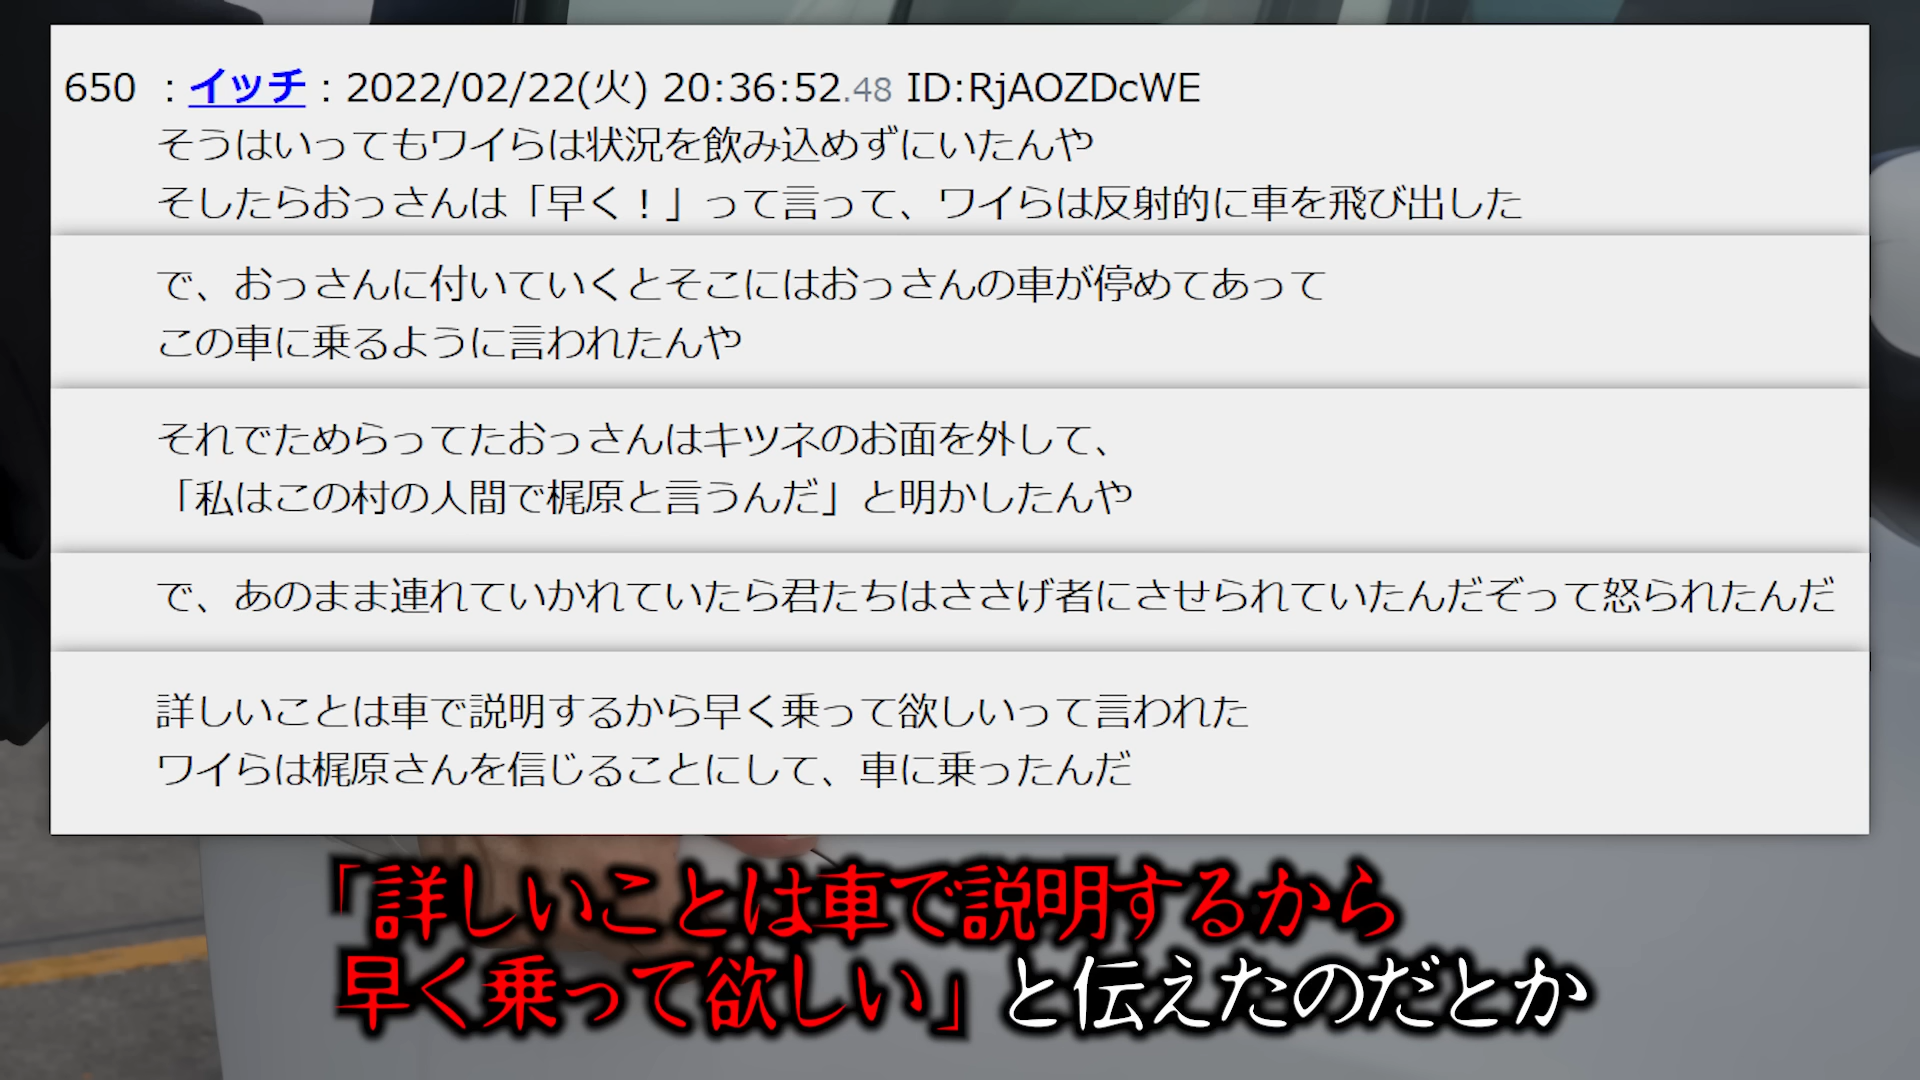 650 ：イッチ：2022/02/22(火) 20:36:52.48 ID:RjAOZDcWE
そうはいってもワイらは状況を飲み込めずにいたんや
そしたらおっさんは「早く！」って言って、ワイらは反射的に車を飛び出した
で、おっさんに付いていくとそこにはおっさんの車が停めてあって
この車に乗るように言われたんや
それでためらってたおっさんはキツネのお面を外して、
「私はこの村の人間で梶原と言うんだ」と明かしたんや
で、あのまま連れていかれていたら君たちはささげ者にさせられていたんだぞって怒られたんだ
詳しいことは車で説明するから早く乗って欲しいって言われた
ワイらは梶原さんを信じることにして、車に乗ったんだ
「詳しいことは車で説明するから
早く乗って欲しい」と伝えたのだとか